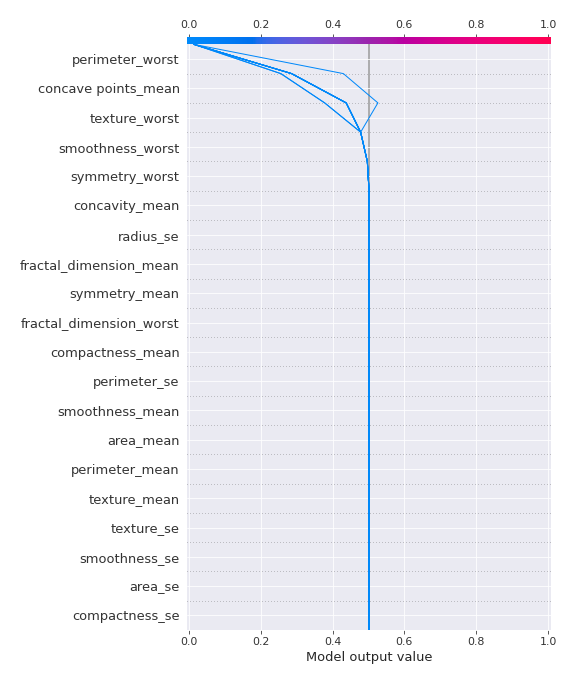 0.0 0.2 0.4 0.6 0.8 1.0
perimeter_worst
concave points_mean
texture_worst
smoothness_worst
symmetry_worst
concavity_mean
radius_se
fractal_dimension_mean
symmetry_mean
fractal_dimension_worst
compactness_mean
perimeter_se
smoothness_mean
area_mean
perimeter_mean
texture_mean
texture_se
smoothness_se
area_se
compactness_se
0.0 0.2 0.4 0.6 0.8 1.0
Model output value